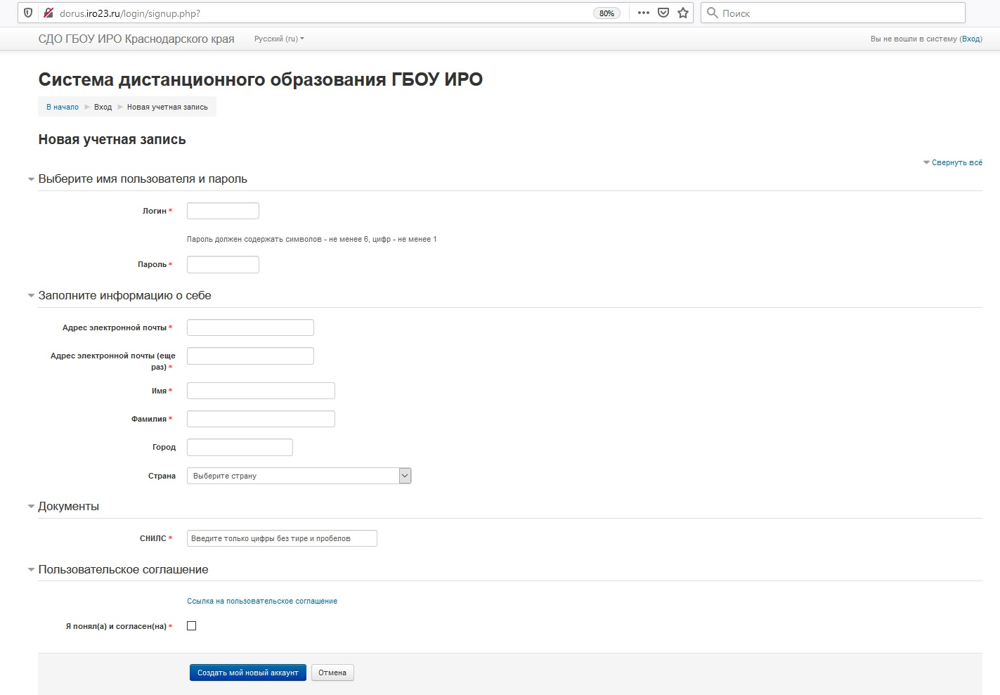 dorus.iro23.ru/login/signup.php?
80%
Поиск
СДО ГБОУ ИРО Краснодарского края
Русский (ru)
Вы не вошли в систему (Вход)
Система дистанционного образования ГБОУ ИРО
В начало
Вход
Новая учетная запись
Новая учетная запись
Свернуть всё
Выберите имя пользователя и пароль
Логин*
Пароль должен содержать символов - не менее 6, цифр - не менее 1
Пароль*
Заполните информацию о себе
Адрес электронной почты*
Адрес электронной почты (еще
раз)*
Имя*
Фамилия*
Город
Страна
Выберите страну
Документы
СНИЛС*
Введите только цифры без тире и пробелов
Пользовательское соглашение
Ссылка на пользовательское соглашение
Я понял(а) и согласен(на)*
Создать мой новый аккаунт
Отмена